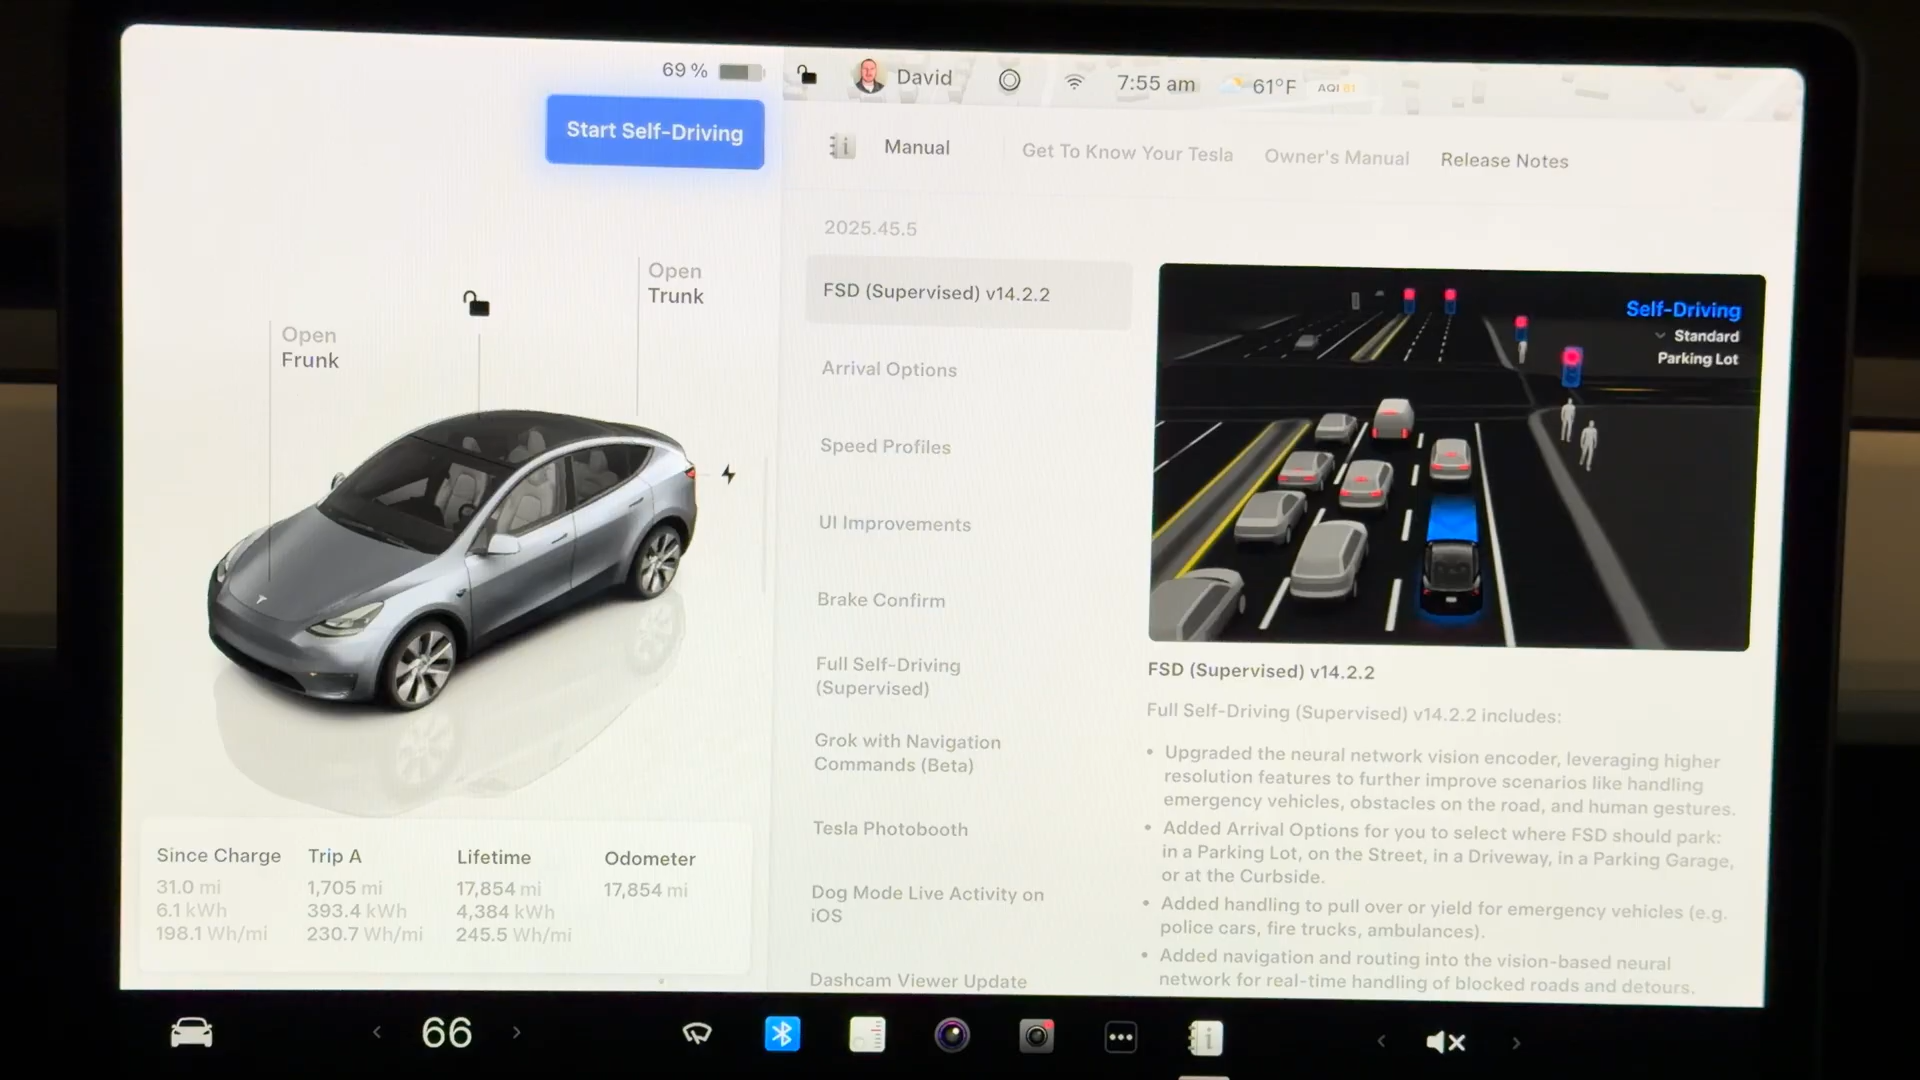 69 %
David
7:55 am
61°F
AQI 61
Start Self-Driving
Manual
Get To Know Your Tesla
Owner's Manual
Release Notes
Open
Trunk
Open
Frunk
2025.45.5
FSD (Supervised) v14.2.2
Arrival Options
Speed Profiles
UI Improvements
Brake Confirm
Full Self-Driving
(Supervised)
Grok with Navigation
Commands (Beta)
Tesla Photobooth
Dog Mode Live Activity on
iOS
Dashcam Viewer Update
Self-Driving
Standard
Parking Lot
FSD (Supervised) v14.2.2
Full Self-Driving (Supervised) v14.2.2 includes:
• Upgraded the neural network vision encoder, leveraging higher
resolution features to further improve scenarios like handling
emergency vehicles, obstacles on the road, and human gestures.
• Added Arrival Options for you to select where FSD should park:
in a Parking Lot, on the Street, in a Driveway, in a Parking Garage,
or at the Curbside.
• Added handling to pull over or yield for emergency vehicles (e.g.
police cars, fire trucks, ambulances).
• Added navigation and routing into the vision-based neural
network for real-time handling of blocked roads and detours.
Since Charge
31.0 mi
6.1 kWh
198.1 Wh/mi
Trip A
1,705 mi
393.4 kWh
230.7 Wh/mi
Lifetime
17,854 mi
4,384 kWh
245.5 Wh/mi
Odometer
17,854 mi
66